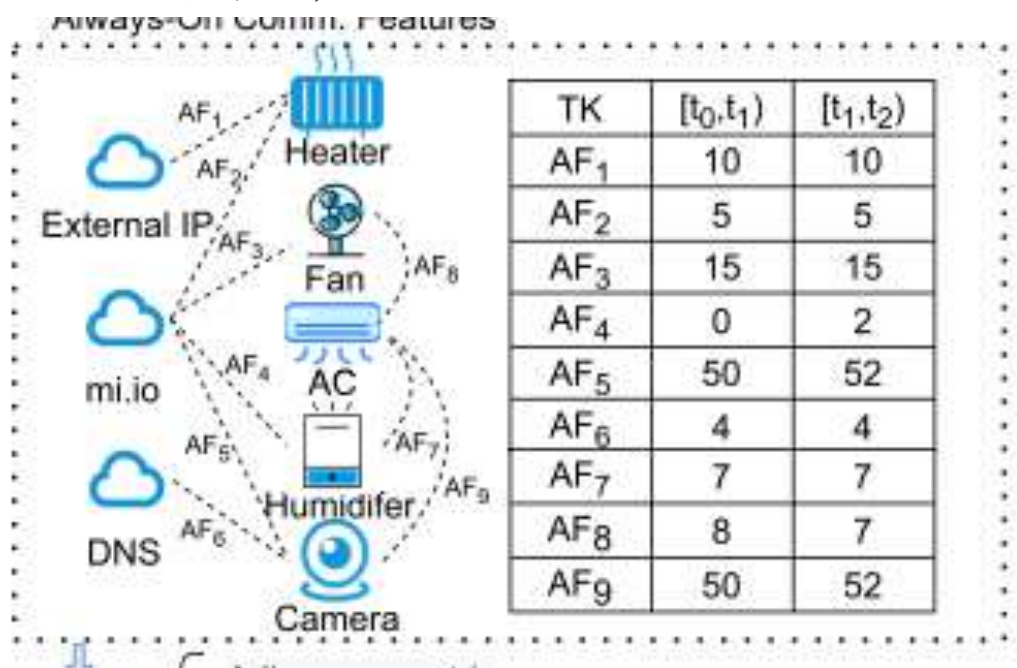 Always-On Comm. Features
AF1
Heater
AF2
External IP
AF3
Fan
AF8
mi.io
AF4
AC
AF5
AF7
Humidifer
AF9
DNS
AF6
Camera
TK [t0,t1) [t1,t2)
AF1 10 10
AF2 5 5
AF3 15 15
AF4 0 2
AF5 50 52
AF6 4 4
AF7 7 7
AF8 8 7
AF9 50 52